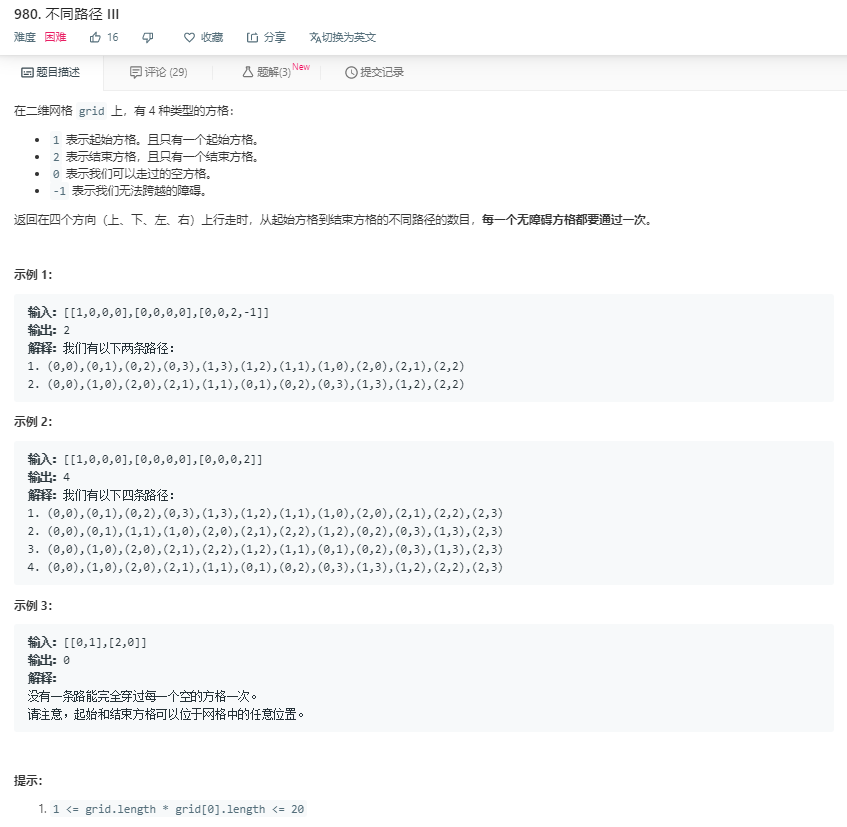 980. 不同路径 III
难度 困难 16 收藏 分享 切换为英文
题目描述 评论 (29) 题解(3) New 提交记录
在二维网格 grid 上，有 4 种类型的方格：
• 1 表示起始方格。且只有一个起始方格。
• 2 表示结束方格，且只有一个结束方格。
• 0 表示我们可以走过的空方格。
• -1 表示我们无法跨越的障碍。
返回在四个方向（上、下、左、右）上行走时，从起始方格到结束方格的不同路径的数目，每一个无障碍方格都要通过一次。
示例 1：
输入：[[1,0,0,0],[0,0,0,0],[0,0,2,-1]]
输出：2
解释：我们有以下两条路径：
1. (0,0),(0,1),(0,2),(0,3),(1,3),(1,2),(1,1),(1,0),(2,0),(2,1),(2,2)
2. (0,0),(1,0),(2,0),(2,1),(1,1),(0,1),(0,2),(0,3),(1,3),(1,2),(2,2)
示例 2：
输入：[[1,0,0,0],[0,0,0,0],[0,0,0,2]]
输出：4
解释：我们有以下四条路径：
1. (0,0),(0,1),(0,2),(0,3),(1,3),(1,2),(1,1),(1,0),(2,0),(2,1),(2,2),(2,3)
2. (0,0),(0,1),(1,1),(1,0),(2,0),(2,1),(2,2),(1,2),(0,2),(0,3),(1,3),(2,3)
3. (0,0),(1,0),(2,0),(2,1),(2,2),(1,2),(1,1),(0,1),(0,2),(0,3),(1,3),(2,3)
4. (0,0),(1,0),(2,0),(2,1),(1,1),(0,1),(0,2),(0,3),(1,3),(1,2),(2,2),(2,3)
示例 3：
输入：[[0,1],[2,0]]
输出：0
解释：
没有一条路能完全穿过每一个空的方格一次。
请注意，起始和结束方格可以位于网格中的任意位置。
提示：
1. 1 <= grid.length * grid[0].length <= 20